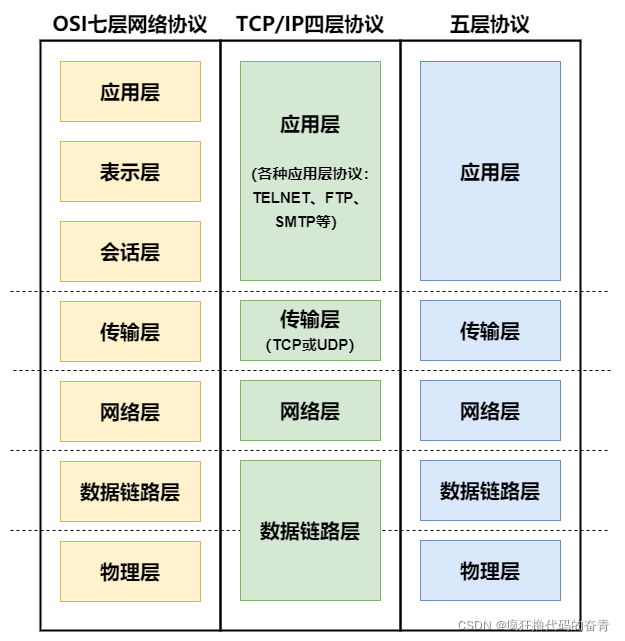 OSI七层网络协议
TCP/IP四层协议
五层协议
应用层
表示层
会话层
传输层
网络层
数据链路层
物理层
应用层
(各种应用层协议：
TELNET、FTP、
SMTP等)
传输层
(TCP或UDP)
网络层
数据链路层
应用层
传输层
网络层
数据链路层
物理层
CSDN @疯狂撸代码的奋青